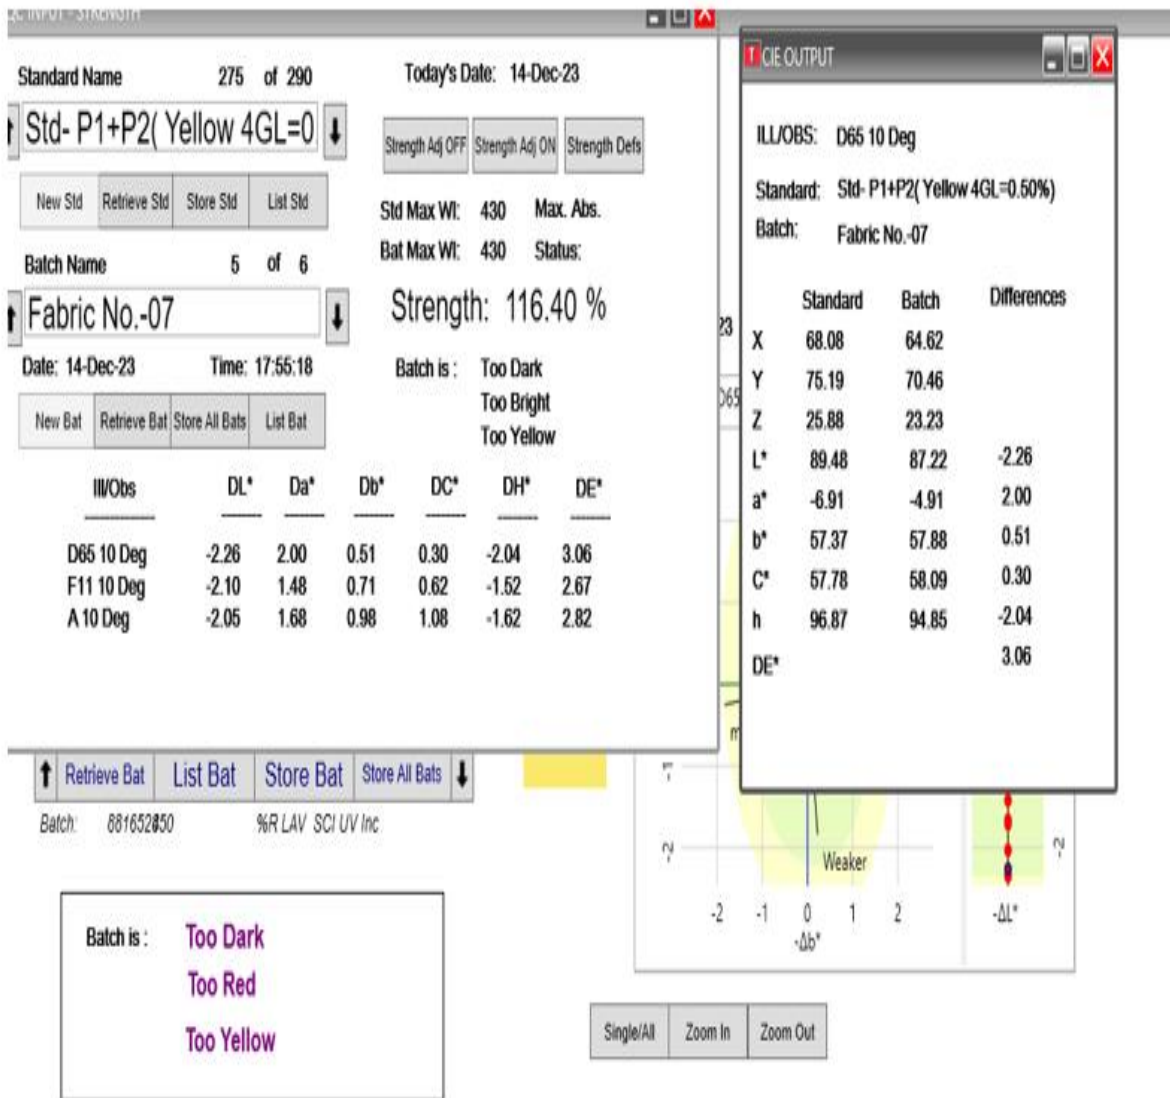 QC INPUT - STRENGTH
Standard Name 275 of 290
Today's Date: 14-Dec-23
Std- P1+P2( Yellow 4GL=0
Strength Adj OFF Strength Adj ON Strength Defs
New Std Retrieve Std Store Std List Std
Std Max Wl: 430 Max. Abs.
Bat Max Wl: 430 Status:
Batch Name 5 of 6
Fabric No.-07
Strength: 116.40 %
Date: 14-Dec-23 Time: 17:55:18
Batch is : Too Dark
Too Bright
Too Yellow
New Bat Retrieve Bat Store All Bats List Bat
Ill/Obs DL* Da* Db* DC* DH* DE*
D65 10 Deg -2.26 2.00 0.51 0.30 -2.04 3.06
F11 10 Deg -2.10 1.48 0.71 0.62 -1.52 2.67
A 10 Deg -2.05 1.68 0.98 1.08 -1.62 2.82
23
D65
T CIE OUTPUT
ILL/OBS: D65 10 Deg
Standard: Std- P1+P2( Yellow 4GL=0.50%)
Batch: Fabric No.-07
Standard Batch Differences
X 68.08 64.62
Y 75.19 70.46
Z 25.88 23.23
L* 89.48 87.22 -2.26
a* -6.91 -4.91 2.00
b* 57.37 57.88 0.51
C* 57.78 58.09 0.30
h 96.87 94.85 -2.04
DE* 3.06
Retrieve Bat List Bat Store Bat Store All Bats
Batch: %R LAV SCI UV Inc
Batch is : Too Dark
Too Red
Too Yellow
m
-1
-2
Weaker
-2
-2 -1 0 1 2
-Δb*
-ΔL*
Single/All Zoom In Zoom Out